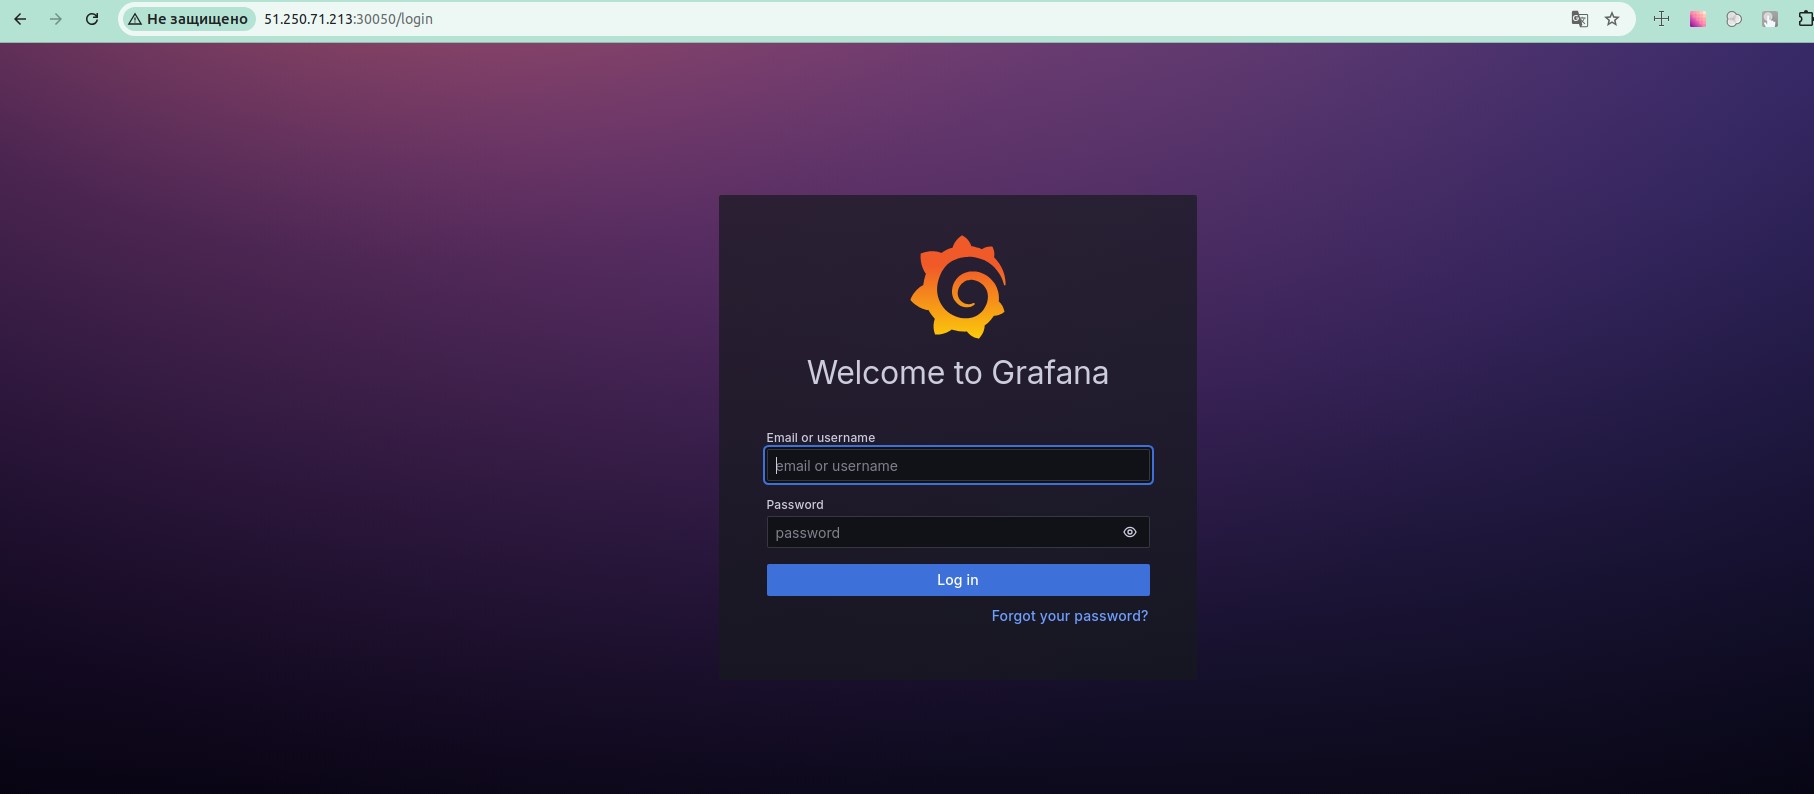 Не защищено 51.250.71.213:30050/login
Welcome to Grafana
Email or username
email or username
Password
password
Log in
Forgot your password?